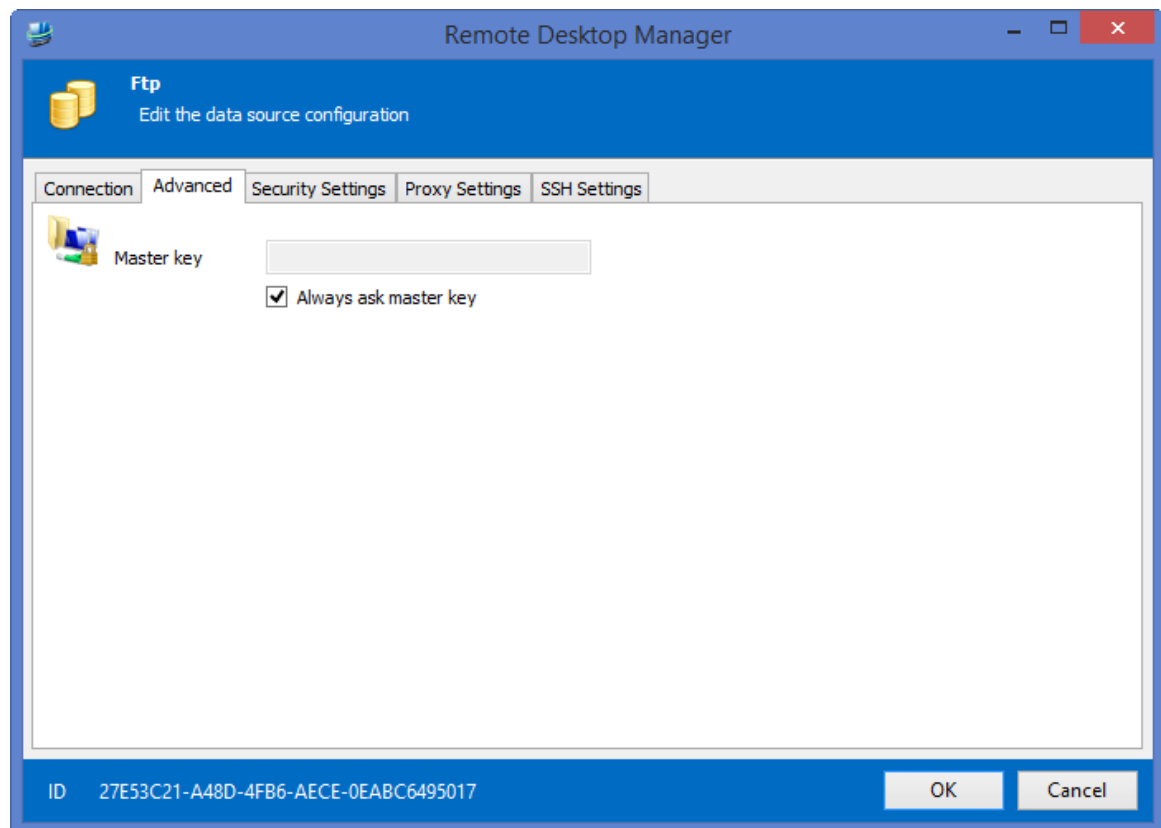 Remote Desktop Manager
Ftp
Edit the data source configuration
Connection Advanced Security Settings Proxy Settings SSH Settings
Master key
Always ask master key
ID 27E53C21-A48D-4FB6-AECE-0EABC6495017 OK Cancel